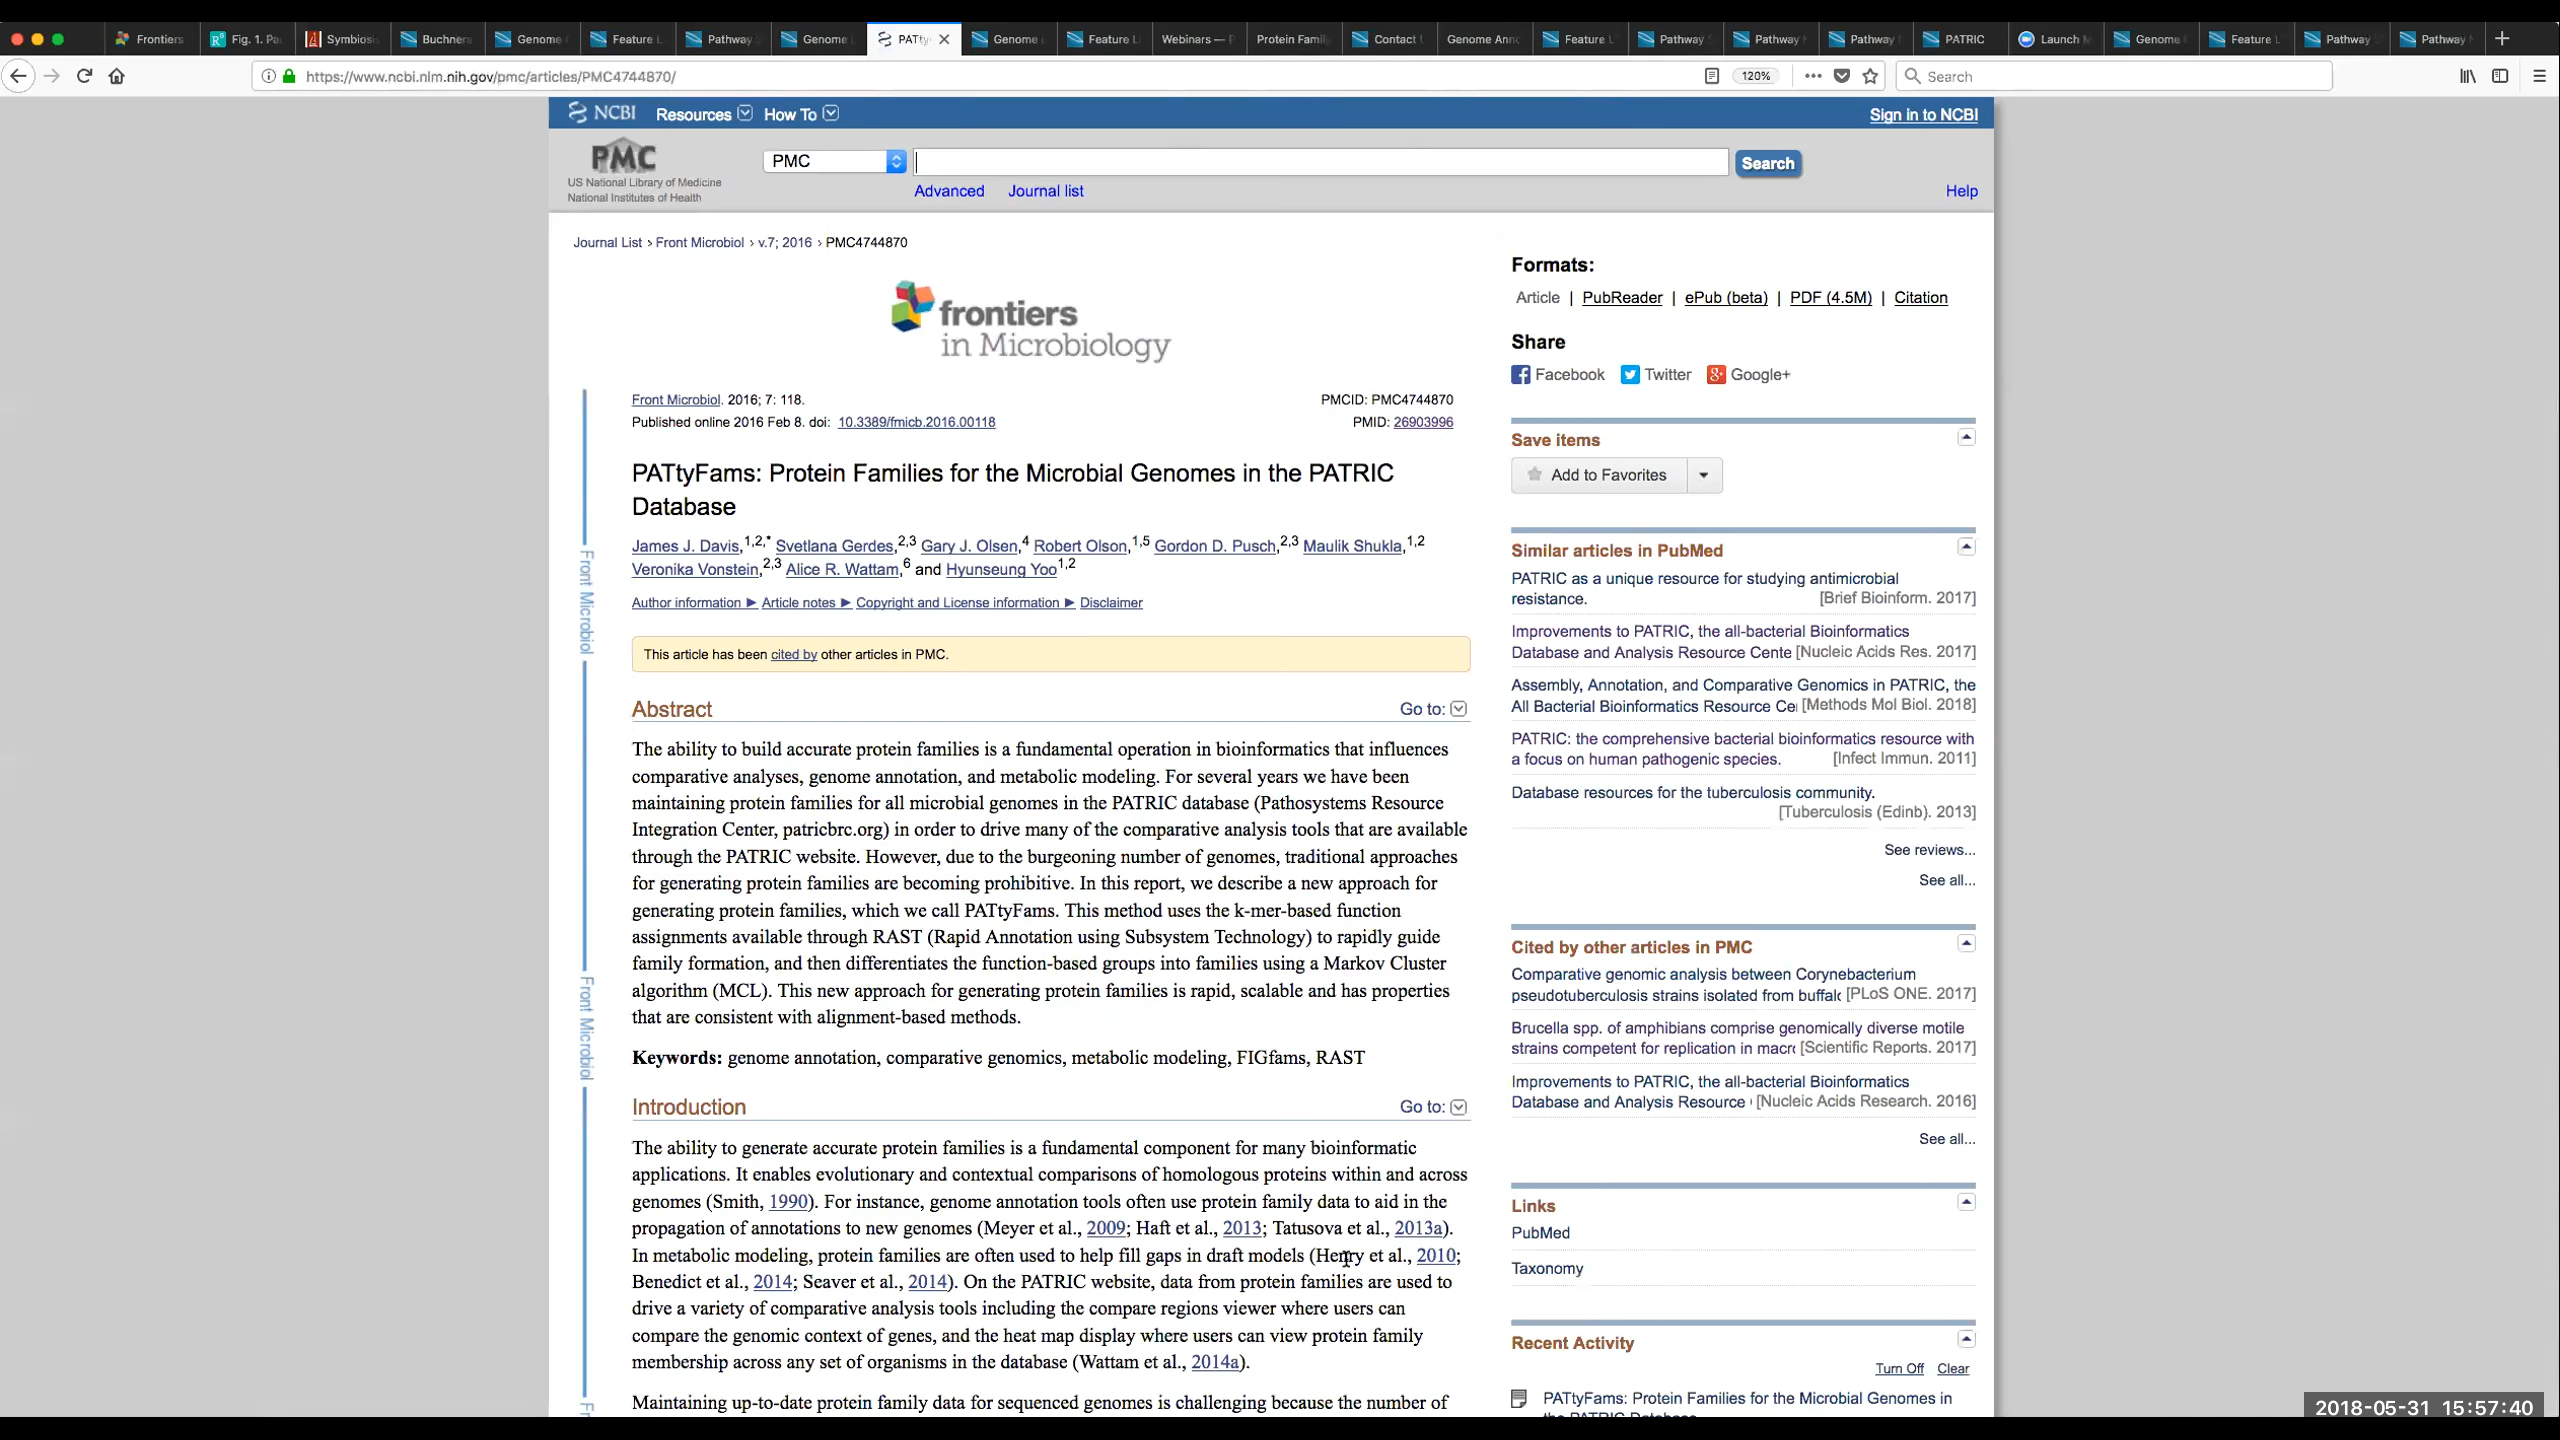 Frontiers
Fig. 1. Pa
Symbiosi
Buchnera
Genome
Feature L
Pathway
Genome
PATty
Genome
Feature L
Webinars —
Protein Family
Contact
Genome Anno
Feature L
Pathway
Pathway
Pathway
PATRIC
Launch
Genome
Feature L
Pathway
Pathway
https://www.ncbi.nlm.nih.gov/pmc/articles/PMC4744870/
120%
Search
NCBI Resources How To Sign in to NCBI
PMC
US National Library of Medicine
National Institutes of Health
PMC
Search
Advanced Journal list Help
Journal List > Front Microbiol > v.7; 2016 > PMC4744870
frontiers
in Microbiology
Front Microbiol
Front Microbiol
Front Microbiol. 2016; 7: 118. PMCID: PMC4744870
Published online 2016 Feb 8. doi: 10.3389/fmicb.2016.00118 PMID: 26903996
PATtyFams: Protein Families for the Microbial Genomes in the PATRIC
Database
James J. Davis,1,2,* Svetlana Gerdes,2,3 Gary J. Olsen,4 Robert Olson,1,5 Gordon D. Pusch,2,3 Maulik Shukla,1,2
Veronika Vonstein,2,3 Alice R. Wattam,6 and Hyunseung Yoo1,2
Author information ► Article notes ► Copyright and License information ► Disclaimer
This article has been cited by other articles in PMC.
Abstract Go to:
The ability to build accurate protein families is a fundamental operation in bioinformatics that influences
comparative analyses, genome annotation, and metabolic modeling. For several years we have been
maintaining protein families for all microbial genomes in the PATRIC database (Pathosystems Resource
Integration Center, patricbrc.org) in order to drive many of the comparative analysis tools that are available
through the PATRIC website. However, due to the burgeoning number of genomes, traditional approaches
for generating protein families are becoming prohibitive. In this report, we describe a new approach for
generating protein families, which we call PATtyFams. This method uses the k-mer-based function
assignments available through RAST (Rapid Annotation using Subsystem Technology) to rapidly guide
family formation, and then differentiates the function-based groups into families using a Markov Cluster
algorithm (MCL). This new approach for generating protein families is rapid, scalable and has properties
that are consistent with alignment-based methods.
Keywords: genome annotation, comparative genomics, metabolic modeling, FIGfams, RAST
Introduction Go to:
The ability to generate accurate protein families is a fundamental component for many bioinformatic
applications. It enables evolutionary and contextual comparisons of homologous proteins within and across
genomes (Smith, 1990). For instance, genome annotation tools often use protein family data to aid in the
propagation of annotations to new genomes (Meyer et al., 2009; Haft et al., 2013; Tatusova et al., 2013a).
In metabolic modeling, protein families are often used to help fill gaps in draft models (Henry et al., 2010;
Benedict et al., 2014; Seaver et al., 2014). On the PATRIC website, data from protein families are used to
drive a variety of comparative analysis tools including the compare regions viewer where users can
compare the genomic context of genes, and the heat map display where users can view protein family
membership across any set of organisms in the database (Wattam et al., 2014a).
Maintaining up-to-date protein family data for sequenced genomes is challenging because the number of
Formats:
Article | PubReader | ePub (beta) | PDF (4.5M) | Citation
Share
Facebook Twitter Google+
Save items
Add to Favorites
Similar articles in PubMed
PATRIC as a unique resource for studying antimicrobial
resistance. [Brief Bioinform. 2017]
Improvements to PATRIC, the all-bacterial Bioinformatics
Database and Analysis Resource Cente [Nucleic Acids Res. 2017]
Assembly, Annotation, and Comparative Genomics in PATRIC, the
All Bacterial Bioinformatics Resource Ce [Methods Mol Biol. 2018]
PATRIC: the comprehensive bacterial bioinformatics resource with
a focus on human pathogenic species. [Infect Immun. 2011]
Database resources for the tuberculosis community.
[Tuberculosis (Edinb). 2013]
See reviews...
See all...
Cited by other articles in PMC
Comparative genomic analysis between Corynebacterium
pseudotuberculosis strains isolated from buffalo [PLoS ONE. 2017]
Brucella spp. of amphibians comprise genomically diverse motile
strains competent for replication in macro [Scientific Reports. 2017]
Improvements to PATRIC, the all-bacterial Bioinformatics
Database and Analysis Resource [Nucleic Acids Research. 2016]
See all...
Links
PubMed
Taxonomy
Recent Activity
Turn Off Clear
PATtyFams: Protein Families for the Microbial Genomes in
2018-05-31 15:57:40